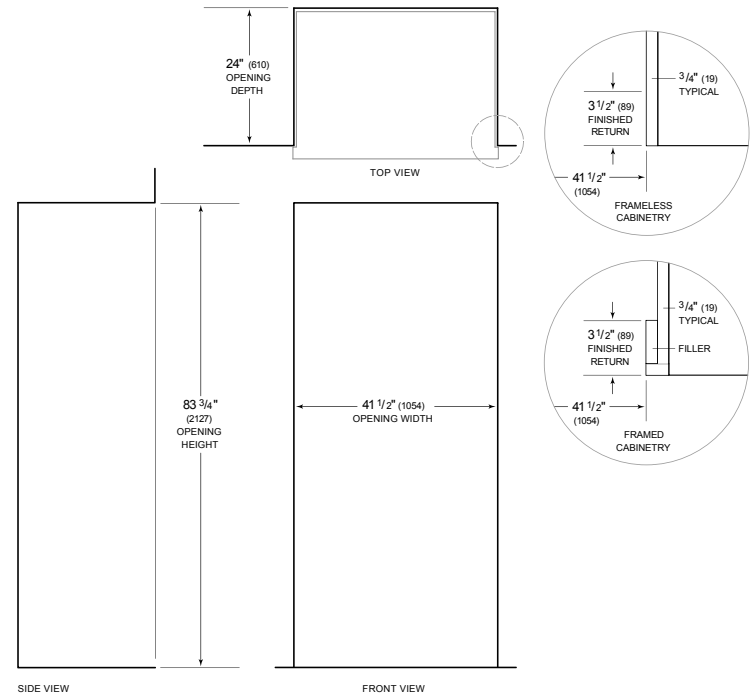 24" (610)
OPENING
DEPTH
TOP VIEW
3 1/2" (89)
FINISHED
RETURN
3/4" (19)
TYPICAL
41 1/2"
(1054)
FRAMELESS
CABINETRY
3 1/2" (89)
FINISHED
RETURN
3/4" (19)
TYPICAL
FILLER
41 1/2"
(1054)
FRAMED
CABINETRY
83 3/4"
(2127)
OPENING
HEIGHT
41 1/2" (1054)
OPENING WIDTH
SIDE VIEW
FRONT VIEW